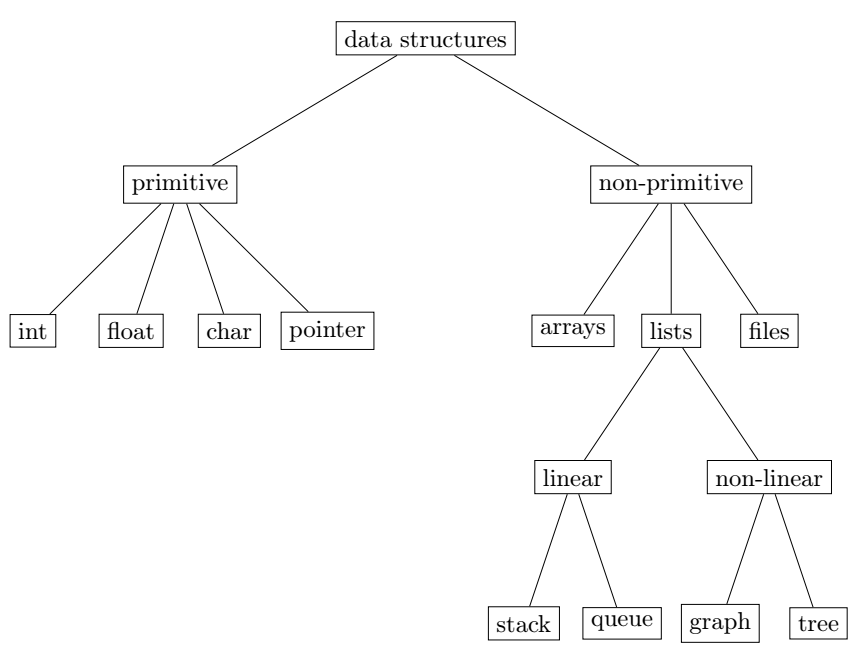 data structures
primitive
non-primitive
int
float
char
pointer
arrays
lists
files
linear
non-linear
stack
queue
graph
tree